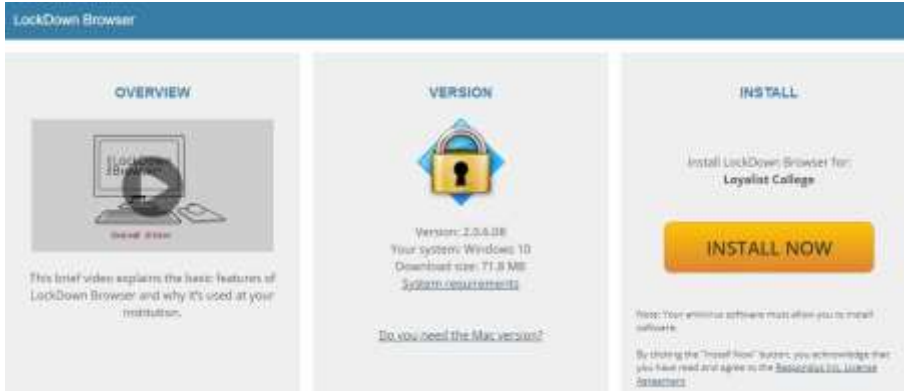 LockDown Browser
OVERVIEW
LOCKDOWN
BROWSER
This brief video explains the basic features of
LockDown Browser and why it's used at your
institution.
VERSION
Version: 2.0.6.08
Your system: Windows 10
Download size: 71.8 MB
System requirements
Do you need the Mac version?
INSTALL
Install LockDown Browser for:
Loyalist College
INSTALL NOW
Note: Your antivirus software must allow you to install
software.
By clicking the "Install Now" button, you acknowledge that
you have read and agree to the Respondus Inc. License
Agreement